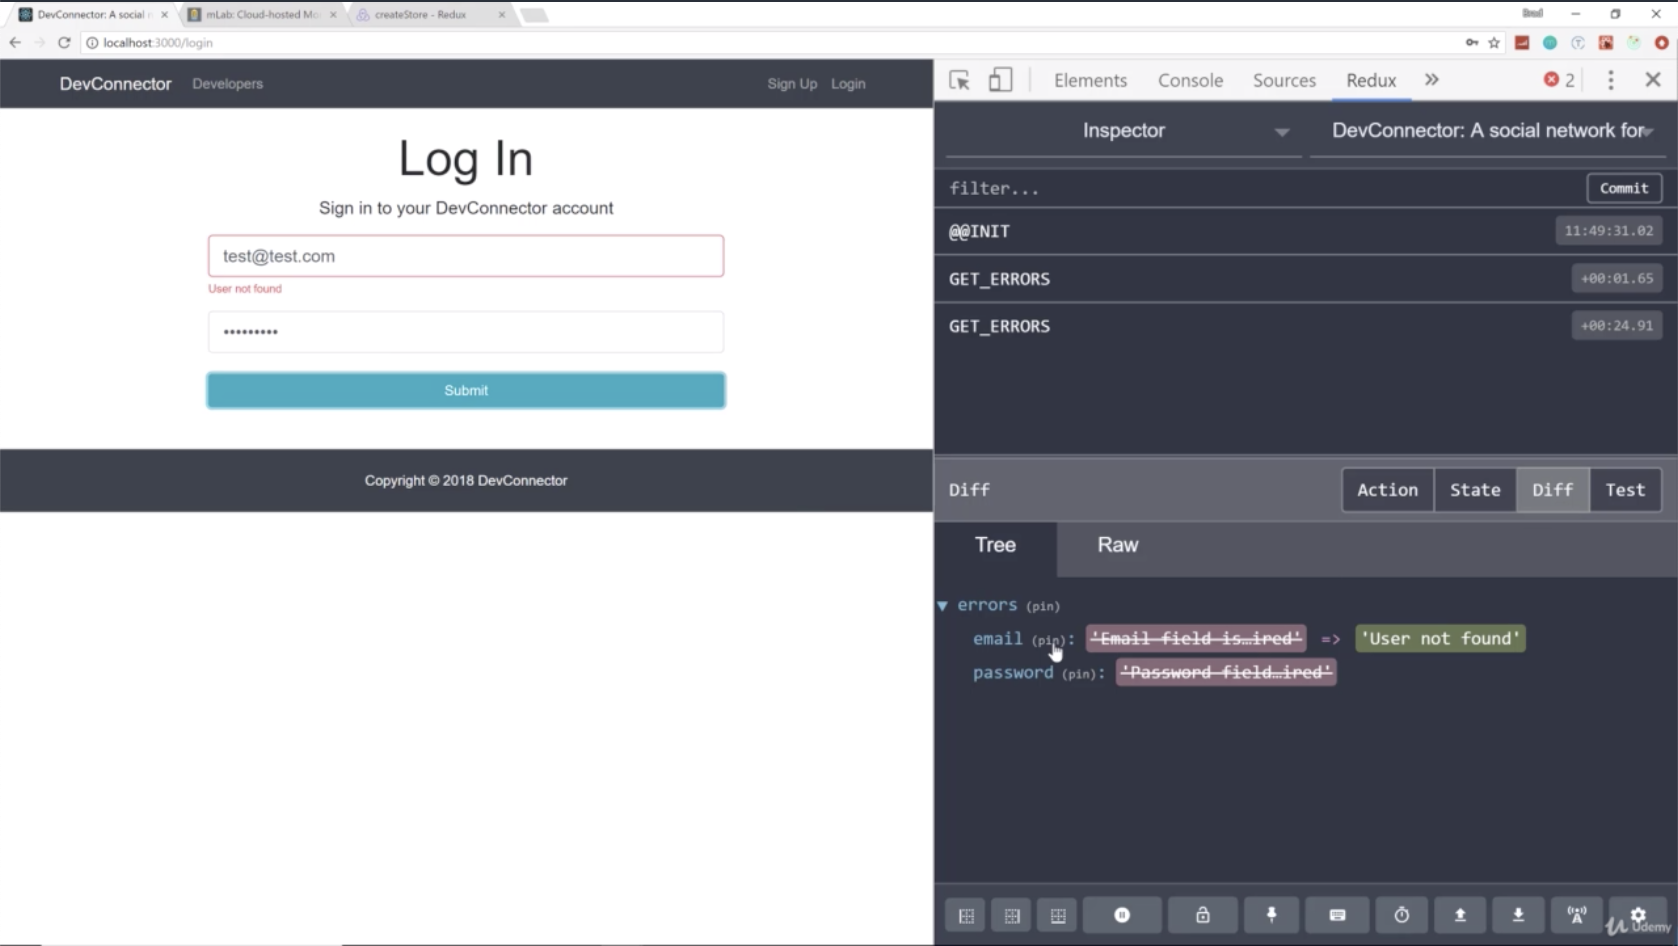 DevConnector: A social n
mLab: Cloud-hosted Mo
createStore - Redux
localhost:3000/login
DevConnector Developers Sign Up Login
Log In
Sign in to your DevConnector account
test@test.com
User not found
•••••••••
Submit
Copyright © 2018 DevConnector
Elements Console Sources Redux » 2
Inspector DevConnector: A social network for
filter... Commit
@@INIT 11:49:31.02
GET_ERRORS +00:01.65
GET_ERRORS +00:24.91
Diff Action State Diff Test
Tree Raw
errors (pin)
email (pin): 'Email field is…ired' => 'User not found'
password (pin): 'Password field…ired'
Udemy